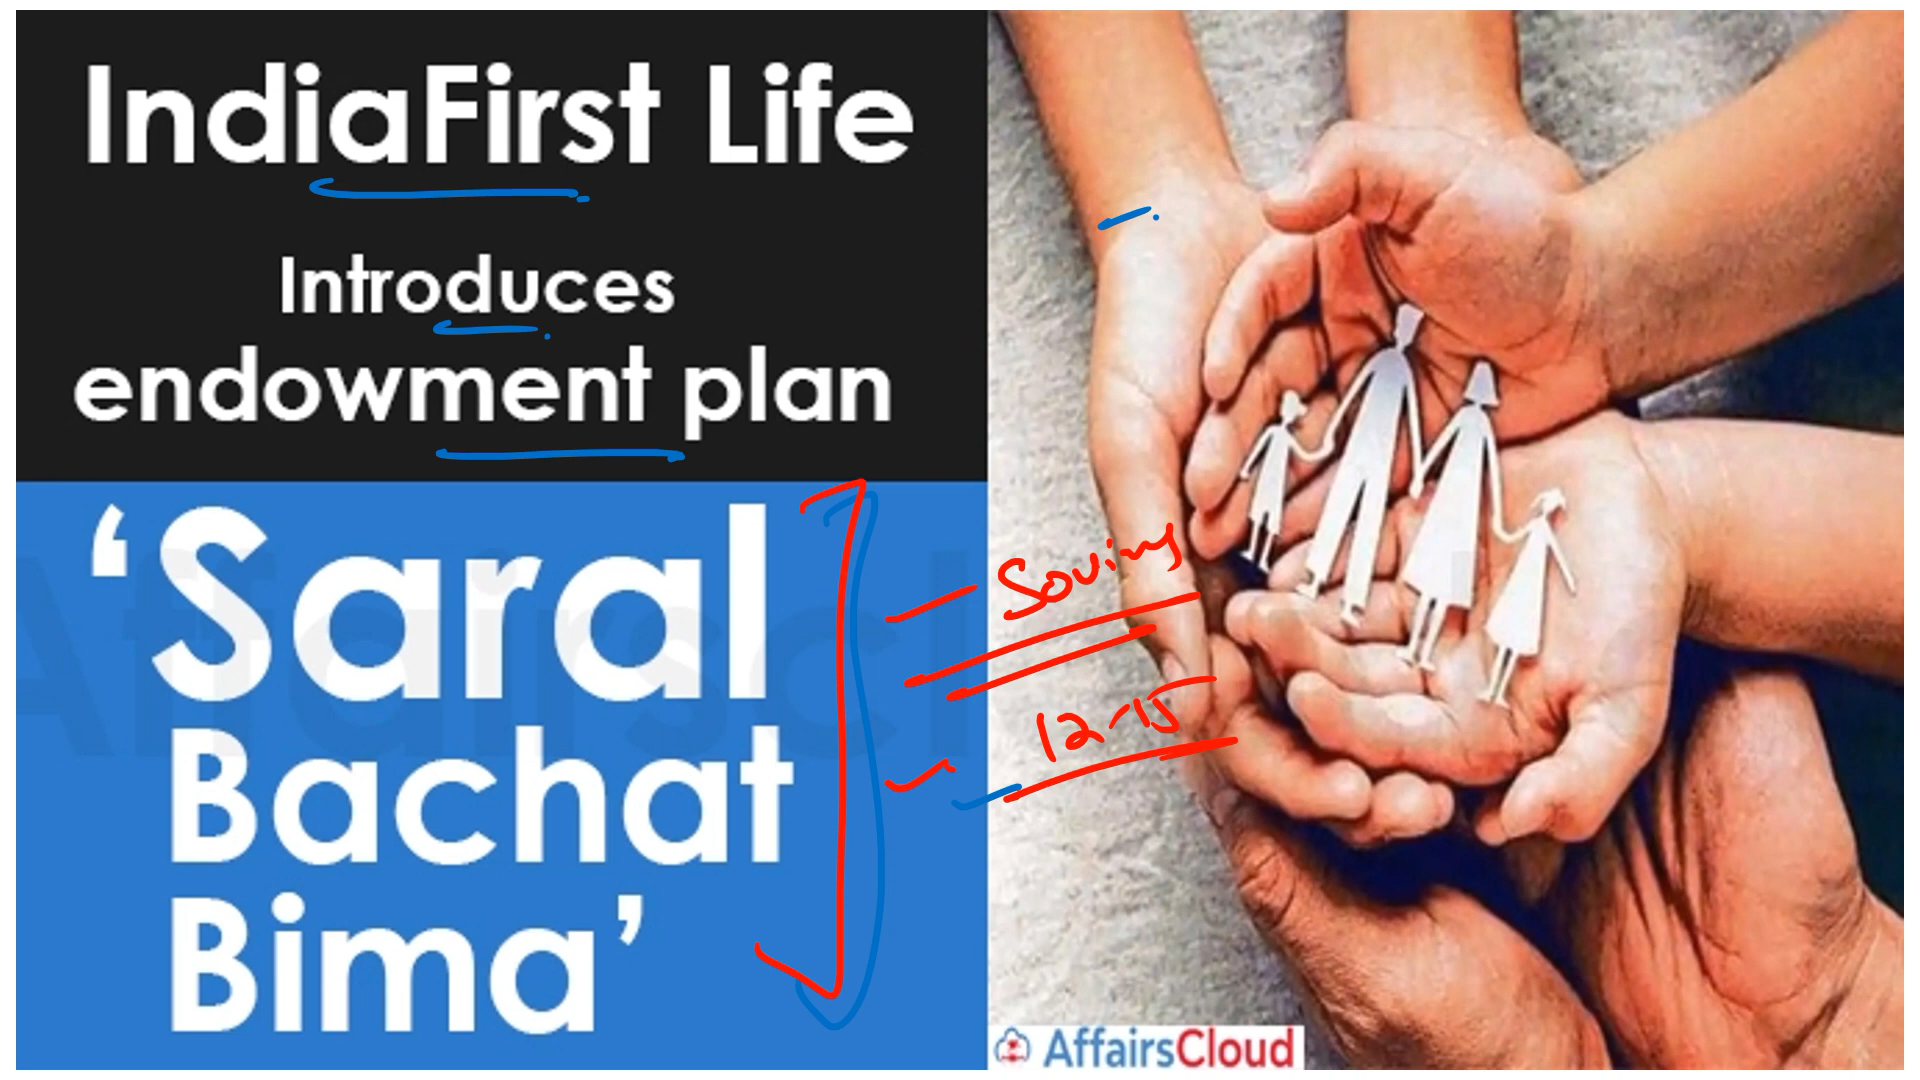 IndiaFirst Life
Introduces
endowment plan
‘Saral
Bachat
Bima’
Saving
12-15
AffairsCloud